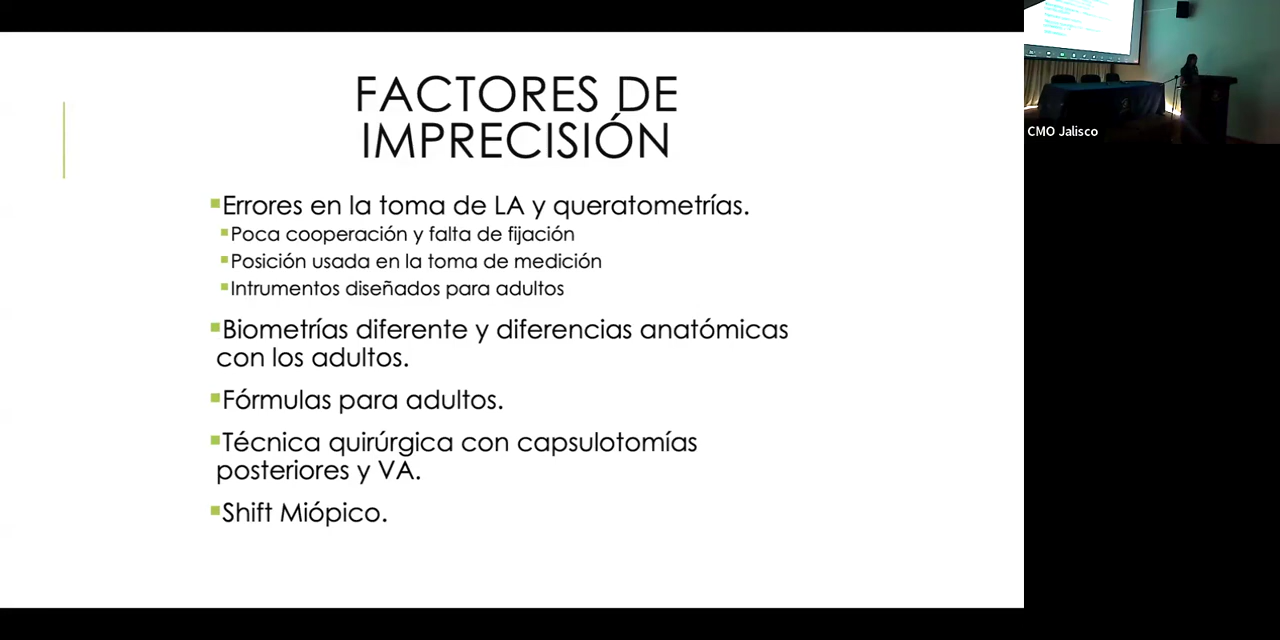 FACTORES DE
IMPRECISIÓN
Errores en la toma de LA y queratometrías.
Poca cooperación y falta de fijación
Posición usada en la toma de medición
Intrumentos diseñados para adultos
Biometrías diferente y diferencias anatómicas
con los adultos.
Fórmulas para adultos.
Técnica quirúrgica con capsulotomías
posteriores y VA.
Shift Miópico.
CMO Jalisco